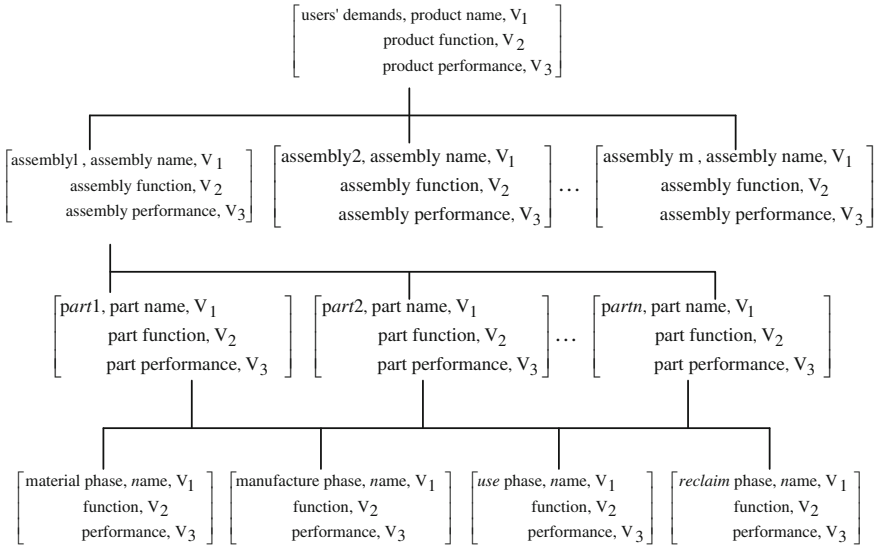 users' demands, product name, V1
product function, V2
product performance, V3
assembly1 , assembly name, V1
assembly function, V2
assembly performance, V3
assembly2, assembly name, V1
assembly function, V2
assembly performance, V3
...
assembly m , assembly name, V1
assembly function, V2
assembly performance, V3
part1, part name, V1
part function, V2
part performance, V3
part2, part name, V1
part function, V2
part performance, V3
...
partn, part name, V1
part function, V2
part performance, V3
material phase, name, V1
function, V2
performance, V3
manufacture phase, name, V1
function, V2
performance, V3
use phase, name, V1
function, V2
performance, V3
reclaim phase, name, V1
function, V2
performance, V3